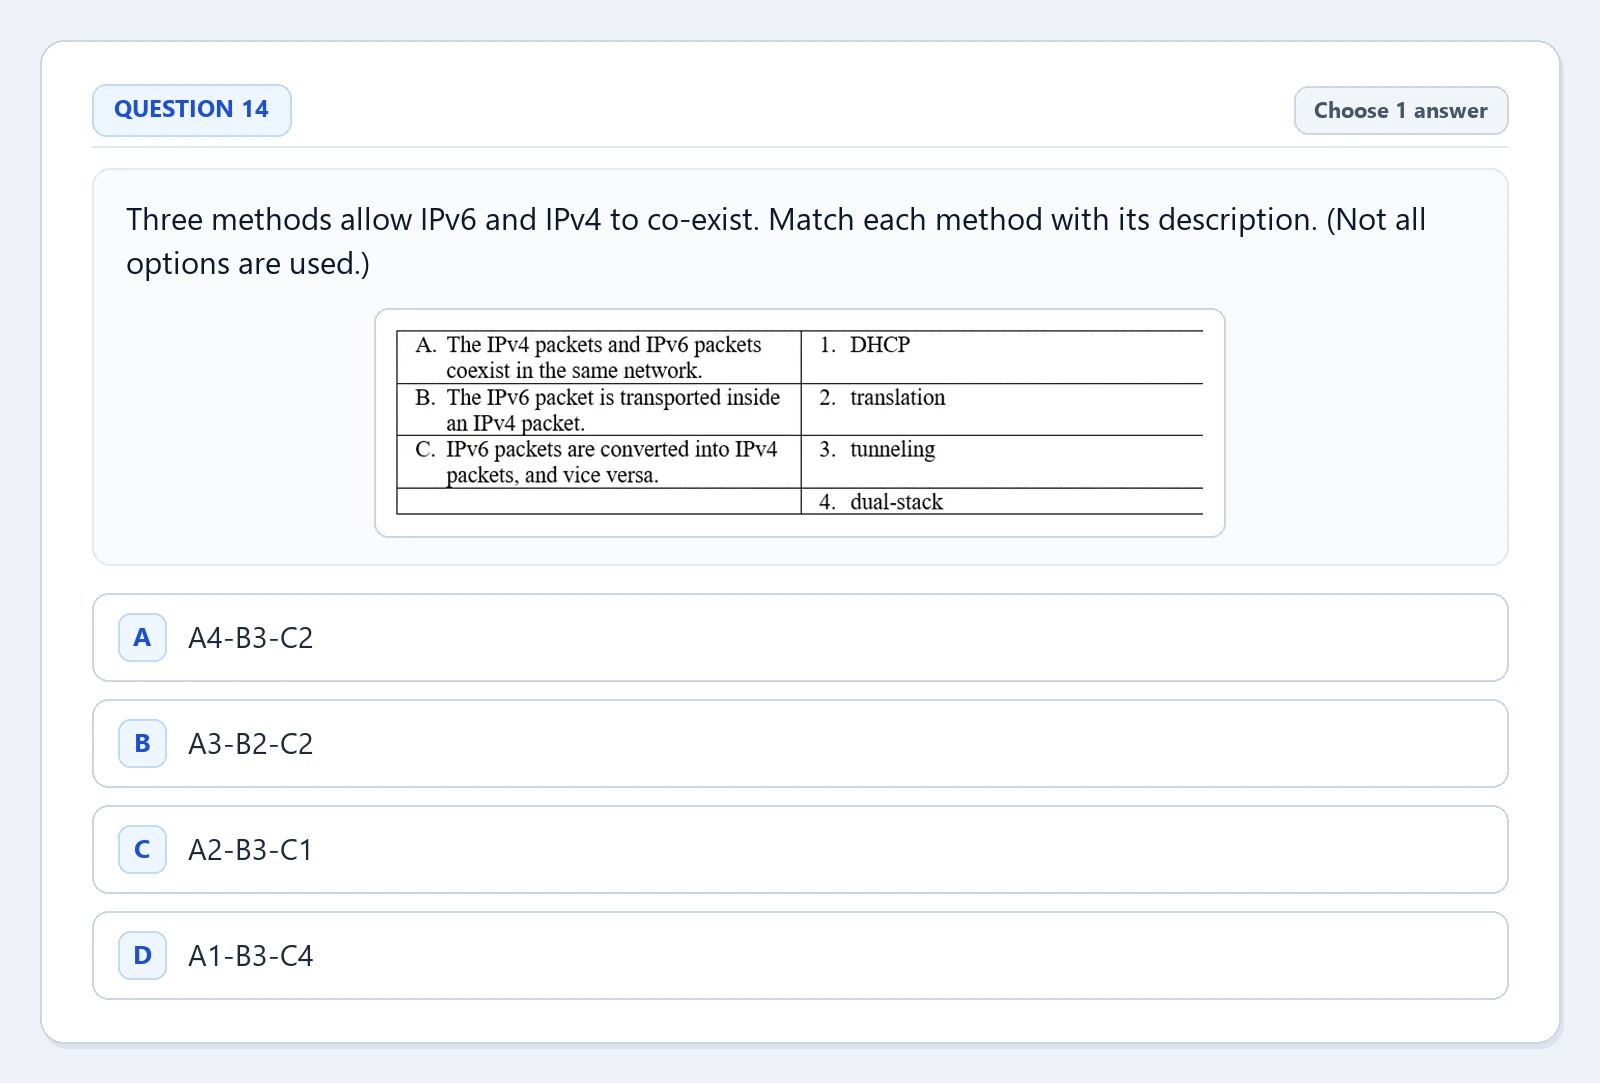 QUESTION 14
Choose 1 answer
Three methods allow IPv6 and IPv4 to co-exist. Match each method with its description. (Not all
options are used.)
A. The IPv4 packets and IPv6 packets
coexist in the same network.
1. DHCP
B. The IPv6 packet is transported inside
an IPv4 packet.
2. translation
C. IPv6 packets are converted into IPv4
packets, and vice versa.
3. tunneling
4. dual-stack
A A4-B3-C2
B A3-B2-C2
C A2-B3-C1
D A1-B3-C4